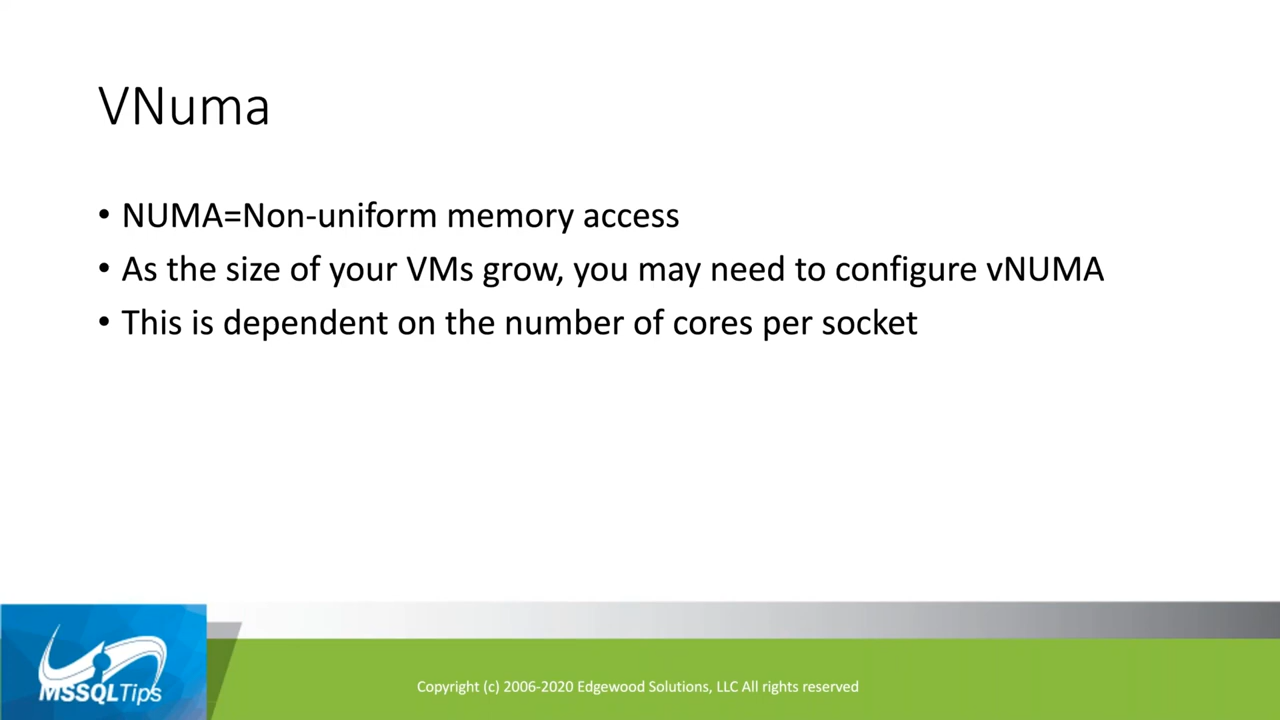 VNuma
• NUMA=Non-uniform memory access
• As the size of your VMs grow, you may need to configure vNUMA
• This is dependent on the number of cores per socket
MSSQLTips
Copyright (c) 2006-2020 Edgewood Solutions, LLC All rights reserved